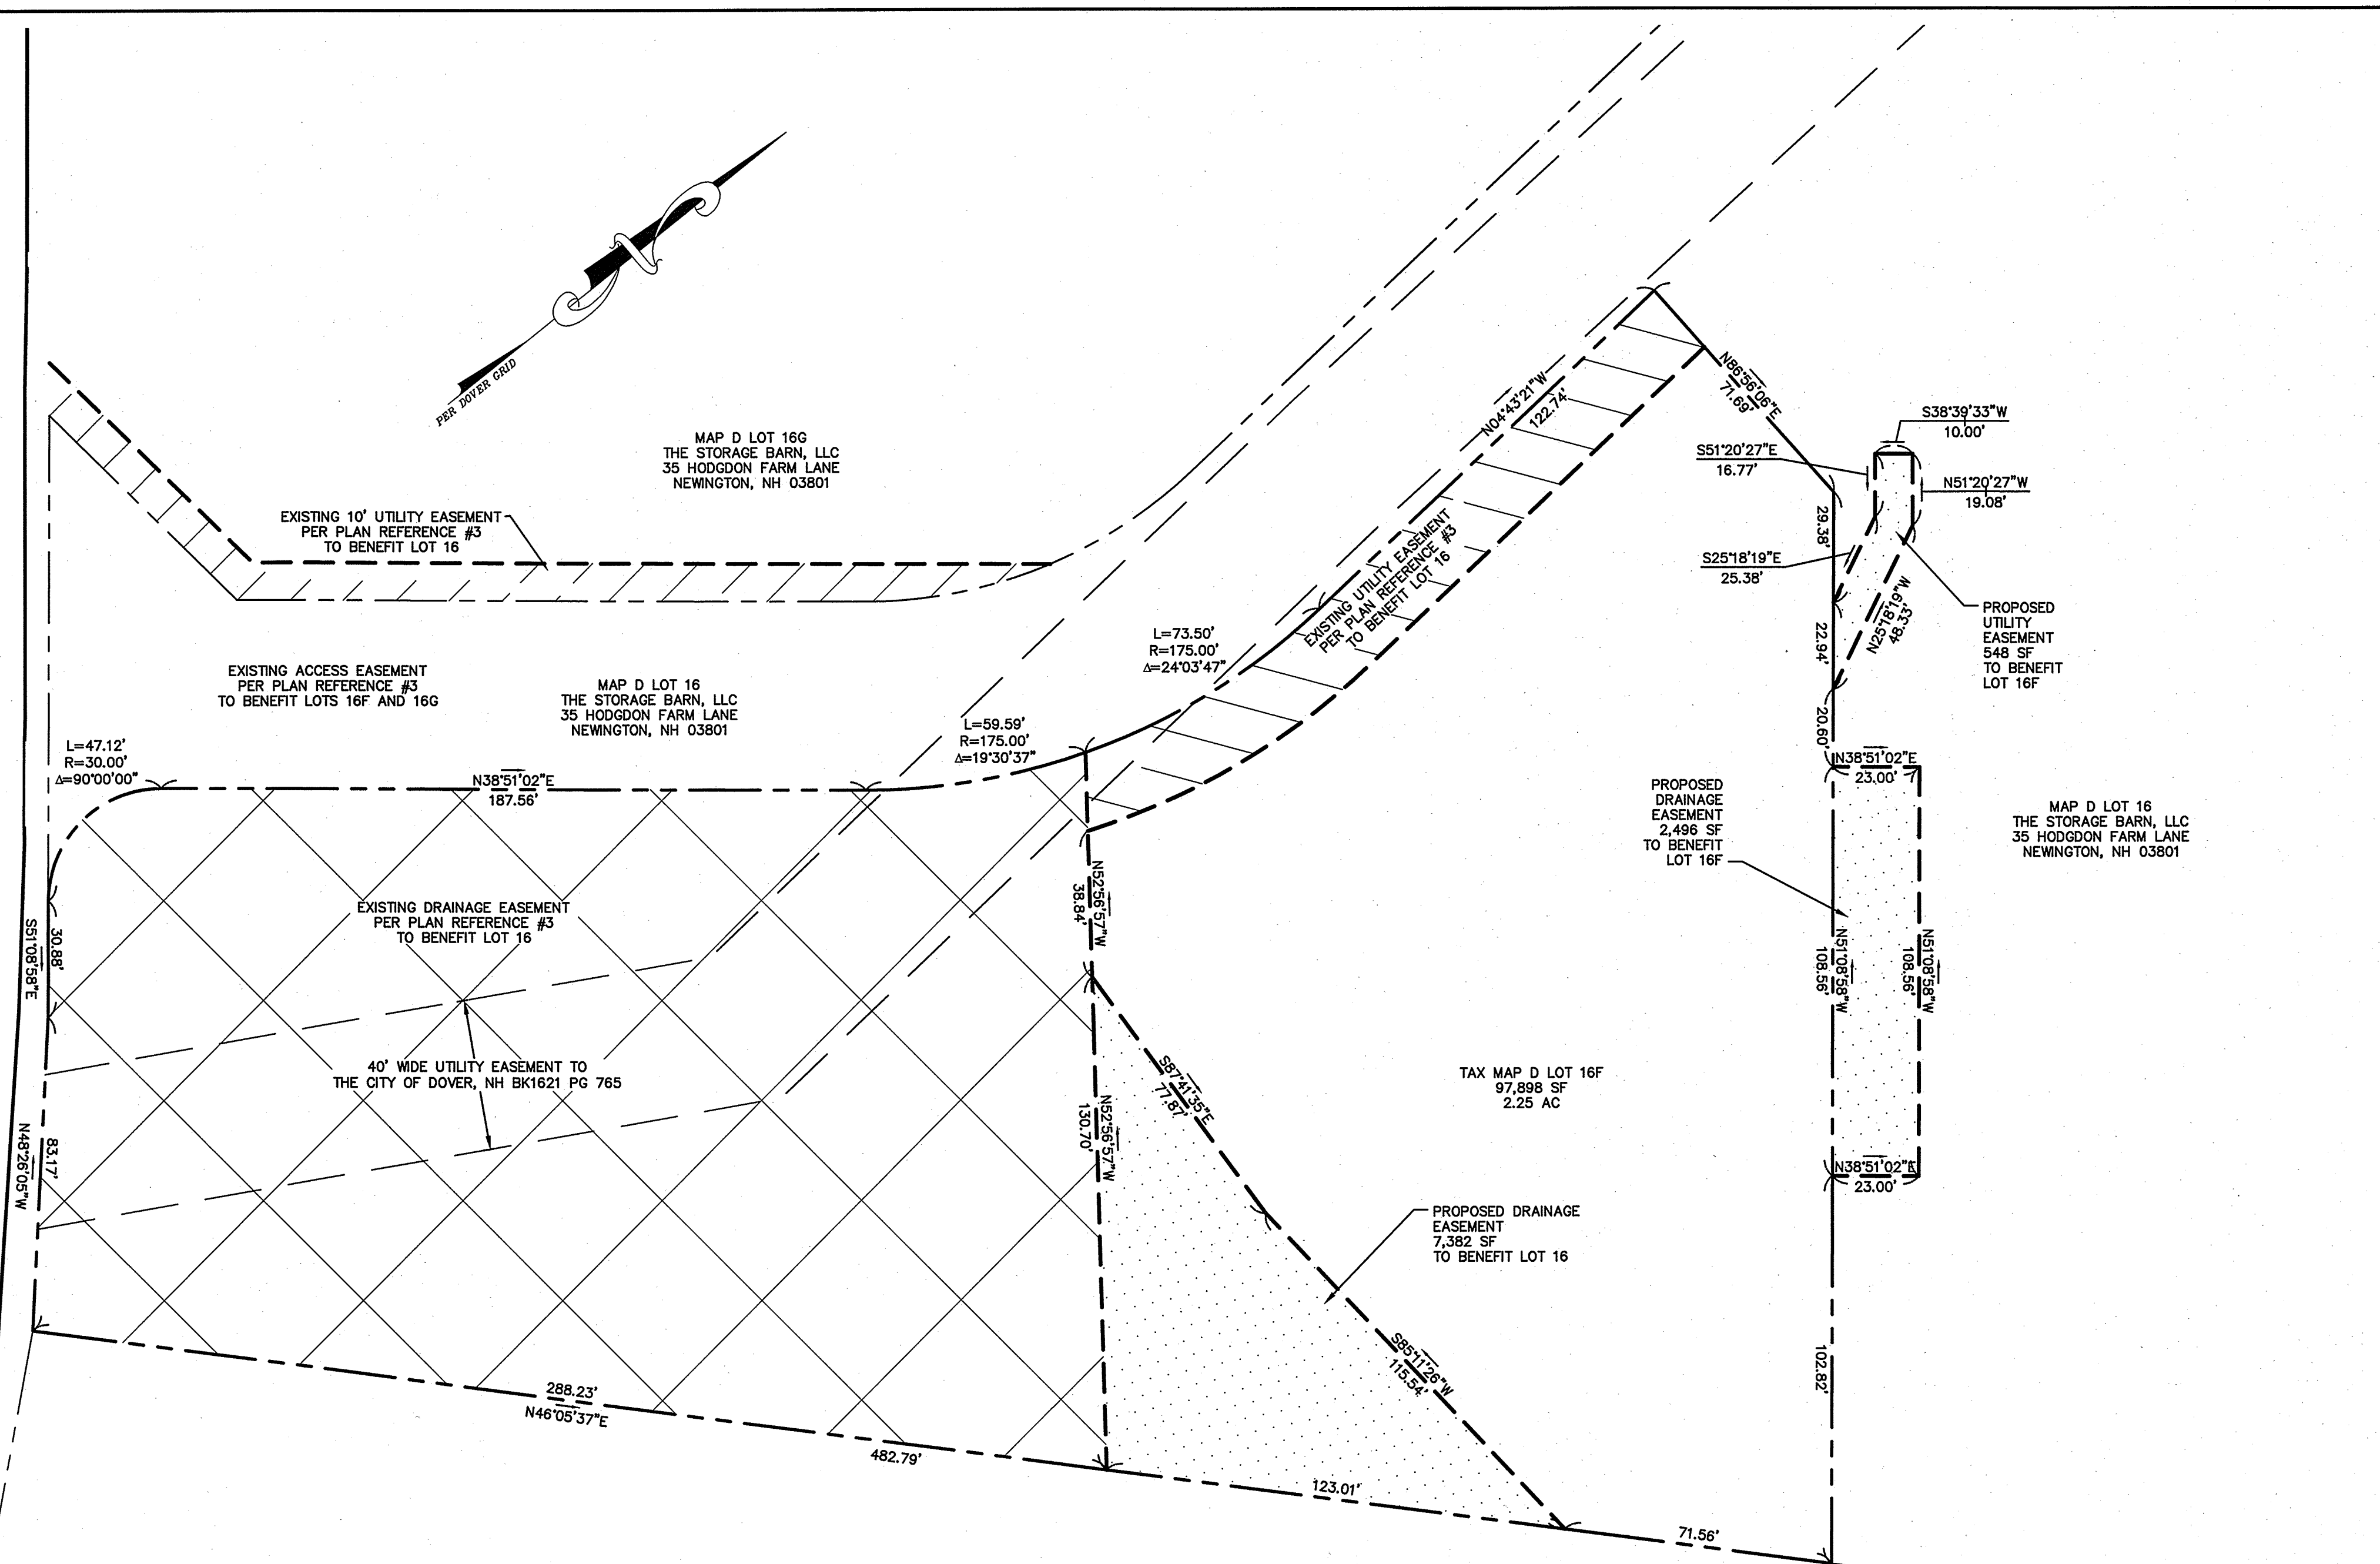 PER DOVER GRID
MAP D LOT 16G
THE STORAGE BARN, LLC
35 HODGDON FARM LANE
NEWINGTON, NH 03801
EXISTING 10' UTILITY EASEMENT
PER PLAN REFERENCE #3
TO BENEFIT LOT 16
EXISTING ACCESS EASEMENT
PER PLAN REFERENCE #3
TO BENEFIT LOTS 16F AND 16G
MAP D LOT 16
THE STORAGE BARN, LLC
35 HODGDON FARM LANE
NEWINGTON, NH 03801
L=47.12'
R=30.00'
Δ=90°00'00"
N38°51'02"E
187.56'
L=59.59'
R=175.00'
Δ=19°30'37"
L=73.50'
R=175.00'
Δ=24°03'47"
N04°43'21"W
122.74'
EXISTING UTILITY EASEMENT
PER PLAN REFERENCE #3
TO BENEFIT LOT 16
N86°56'06"E
71.69'
S38°39'33"W
10.00'
S51°20'27"E
16.77'
N51°20'27"W
19.08'
29.38'
S25°18'19"E
25.38'
N25°18'19"W
48.33'
22.94'
PROPOSED
UTILITY
EASEMENT
548 SF
TO BENEFIT
LOT 16F
20.60'
N38°51'02"E
23.00'
PROPOSED
DRAINAGE
EASEMENT
2,496 SF
TO BENEFIT
LOT 16F
MAP D LOT 16
THE STORAGE BARN, LLC
35 HODGDON FARM LANE
NEWINGTON, NH 03801
N51°08'58"W
108.56'
N51°08'58"W
108.56'
N38°51'02"E
23.00'
EXISTING DRAINAGE EASEMENT
PER PLAN REFERENCE #3
TO BENEFIT LOT 16
N52°56'57"W
38.84'
30.88'
S51°08'58"E
40' WIDE UTILITY EASEMENT TO
THE CITY OF DOVER, NH BK1621 PG 765
S87°41'35"E
77.87'
TAX MAP D LOT 16F
97,898 SF
2.25 AC
N52°56'57"W
130.70'
83.17'
N48°26'05"W
PROPOSED DRAINAGE
EASEMENT
7,382 SF
TO BENEFIT LOT 16
S85°11'26"W
115.54'
102.82'
288.23'
N46°05'37"E
482.79'
123.01'
71.56'